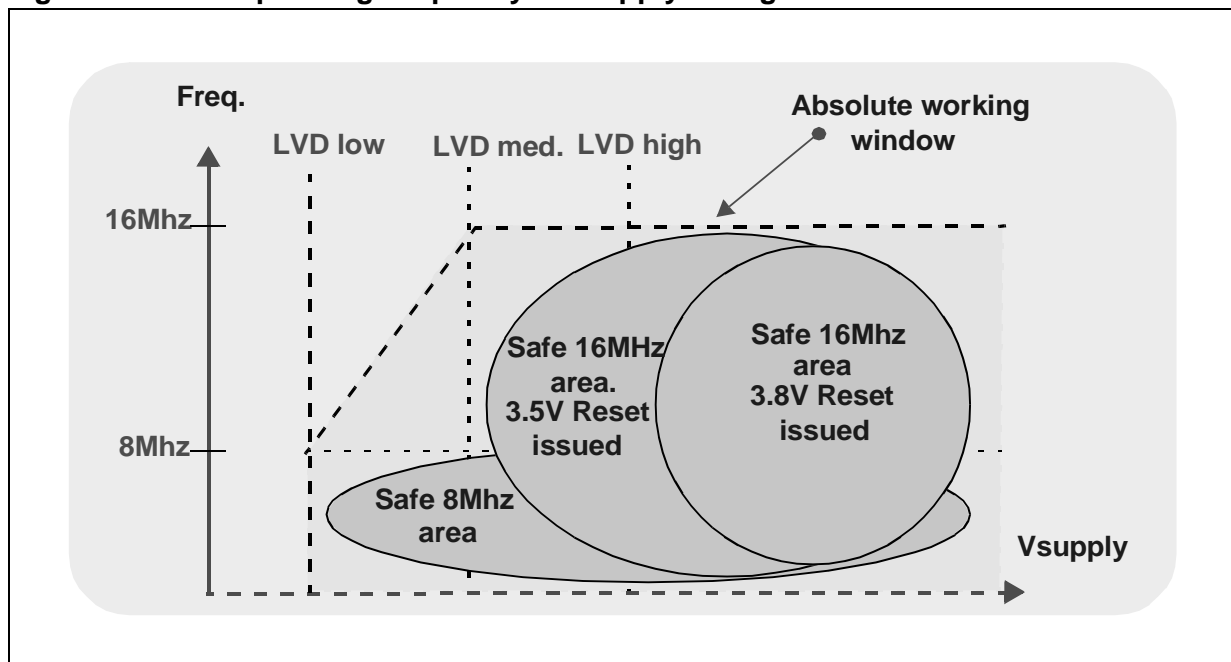 Freq.
Absolute working
window
LVD low
LVD med.
LVD high
16Mhz
Safe 16MHz
area.
3.5V Reset
issued
Safe 16Mhz
area
3.8V Reset
issued
8Mhz
Safe 8Mhz
area
Vsupply